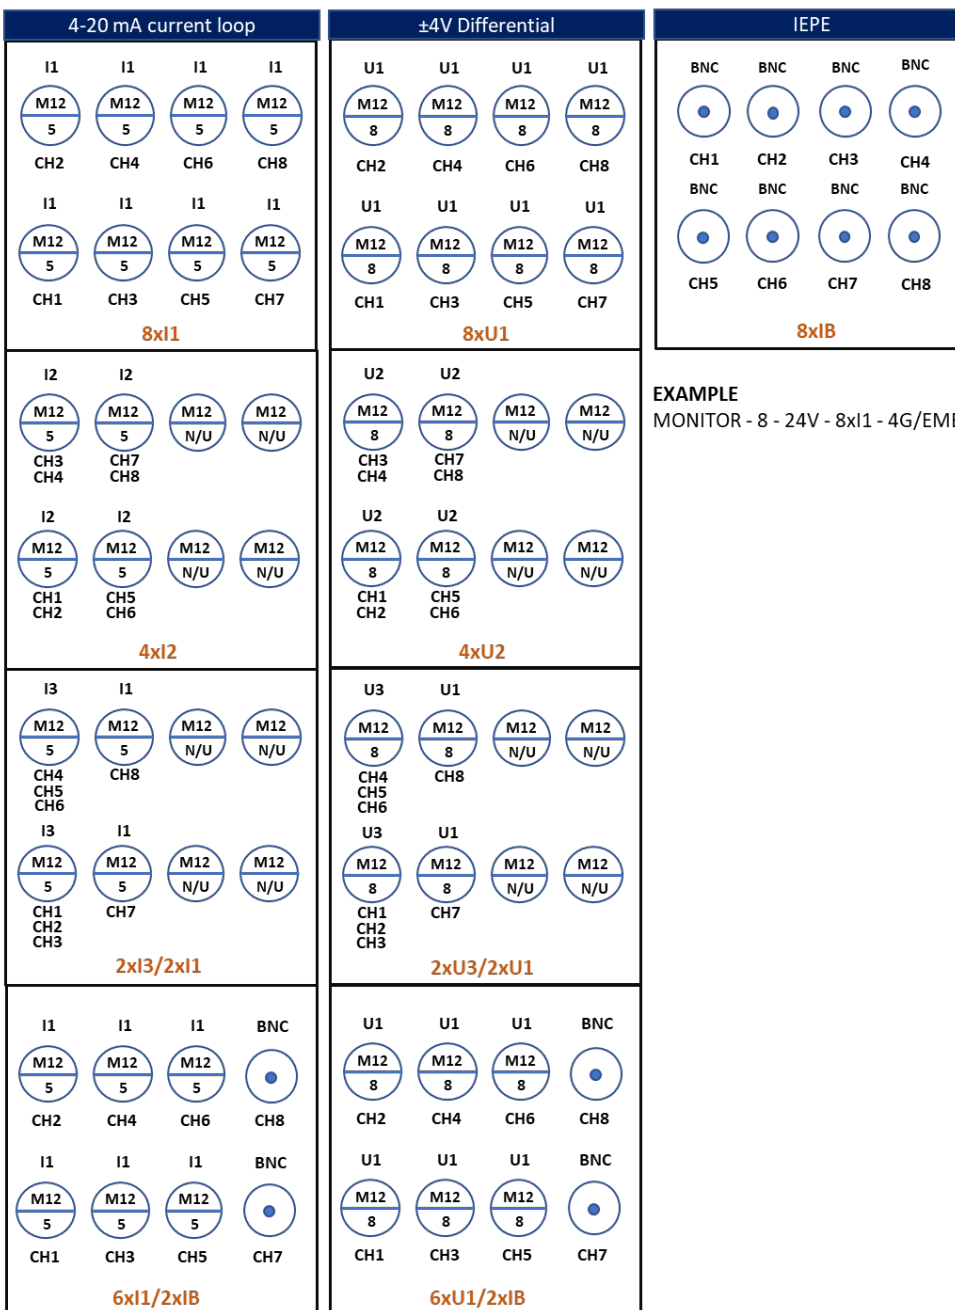 4-20 mA current loop
I1 I1 I1 I1
M12 M12 M12 M12
5 5 5 5
CH2 CH4 CH6 CH8
I1 I1 I1 I1
M12 M12 M12 M12
5 5 5 5
CH1 CH3 CH5 CH7
8xI1
I2 I2
M12 M12 M12 M12
5 5 N/U N/U
CH3 CH7
CH4 CH8
I2 I2
M12 M12 M12 M12
5 5 N/U N/U
CH1 CH5
CH2 CH6
4xI2
I3 I1
M12 M12 M12 M12
5 5 N/U N/U
CH4 CH8
CH5
CH6
I3 I1
M12 M12 M12 M12
5 5 N/U N/U
CH1 CH7
CH2
CH3
2xI3/2xI1
I1 I1 I1 BNC
M12 M12 M12
5 5 5
CH2 CH4 CH6 CH8
I1 I1 I1 BNC
M12 M12 M12
5 5 5
CH1 CH3 CH5 CH7
6xI1/2xIB
±4V Differential
U1 U1 U1 U1
M12 M12 M12 M12
8 8 8 8
CH2 CH4 CH6 CH8
U1 U1 U1 U1
M12 M12 M12 M12
8 8 8 8
CH1 CH3 CH5 CH7
8xU1
U2 U2
M12 M12 M12 M12
8 8 N/U N/U
CH3 CH7
CH4 CH8
U2 U2
M12 M12 M12 M12
8 8 N/U N/U
CH1 CH5
CH2 CH6
4xU2
U3 U1
M12 M12 M12 M12
8 8 N/U N/U
CH4 CH8
CH5
CH6
U3 U1
M12 M12 M12 M12
8 8 N/U N/U
CH1 CH7
CH2
CH3
2xU3/2xU1
U1 U1 U1 BNC
M12 M12 M12
8 8 8
CH2 CH4 CH6 CH8
U1 U1 U1 BNC
M12 M12 M12
8 8 8
CH1 CH3 CH5 CH7
6xU1/2xIB
IEPE
BNC BNC BNC BNC
CH1 CH2 CH3 CH4
BNC BNC BNC BNC
CH5 CH6 CH7 CH8
8xIB
EXAMPLE
MONITOR - 8 - 24V - 8xI1 - 4G/EME